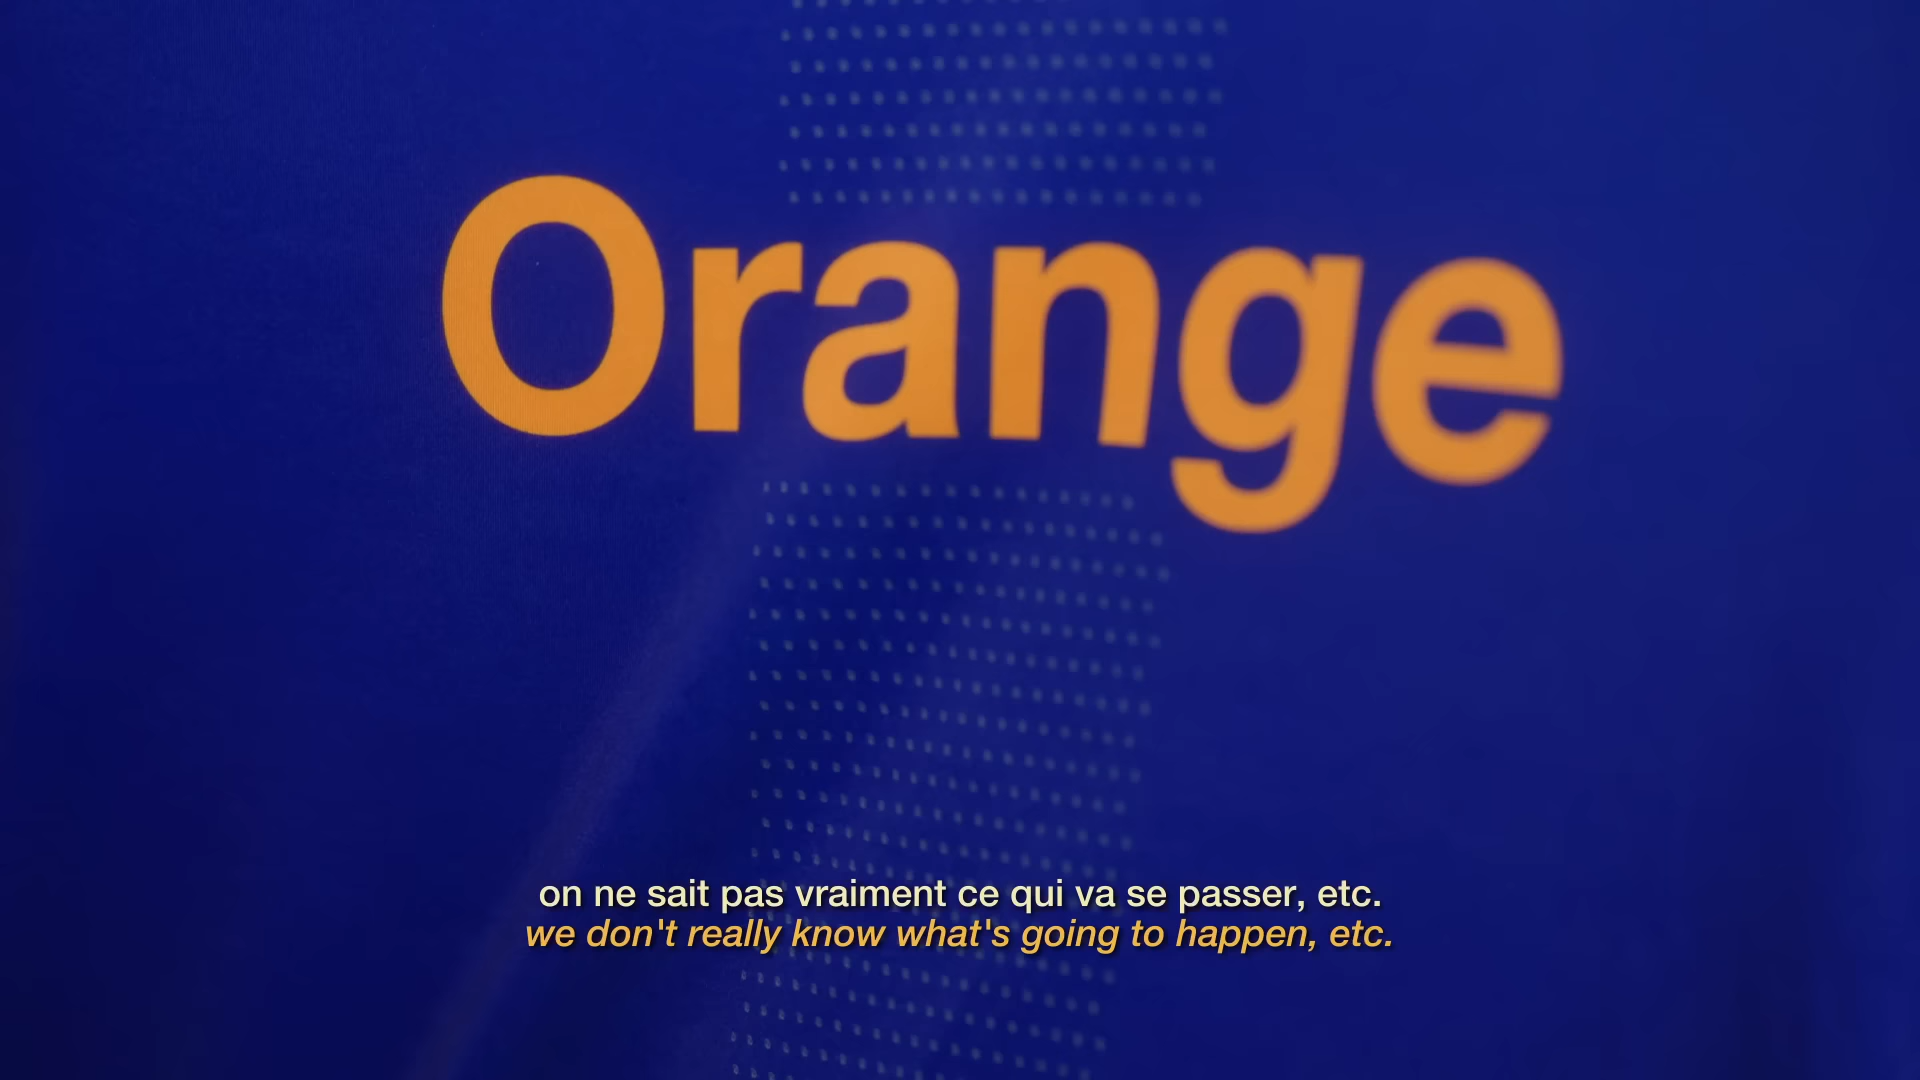 Orange
on ne sait pas vraiment ce qui va se passer, etc.
we don't really know what's going to happen, etc.